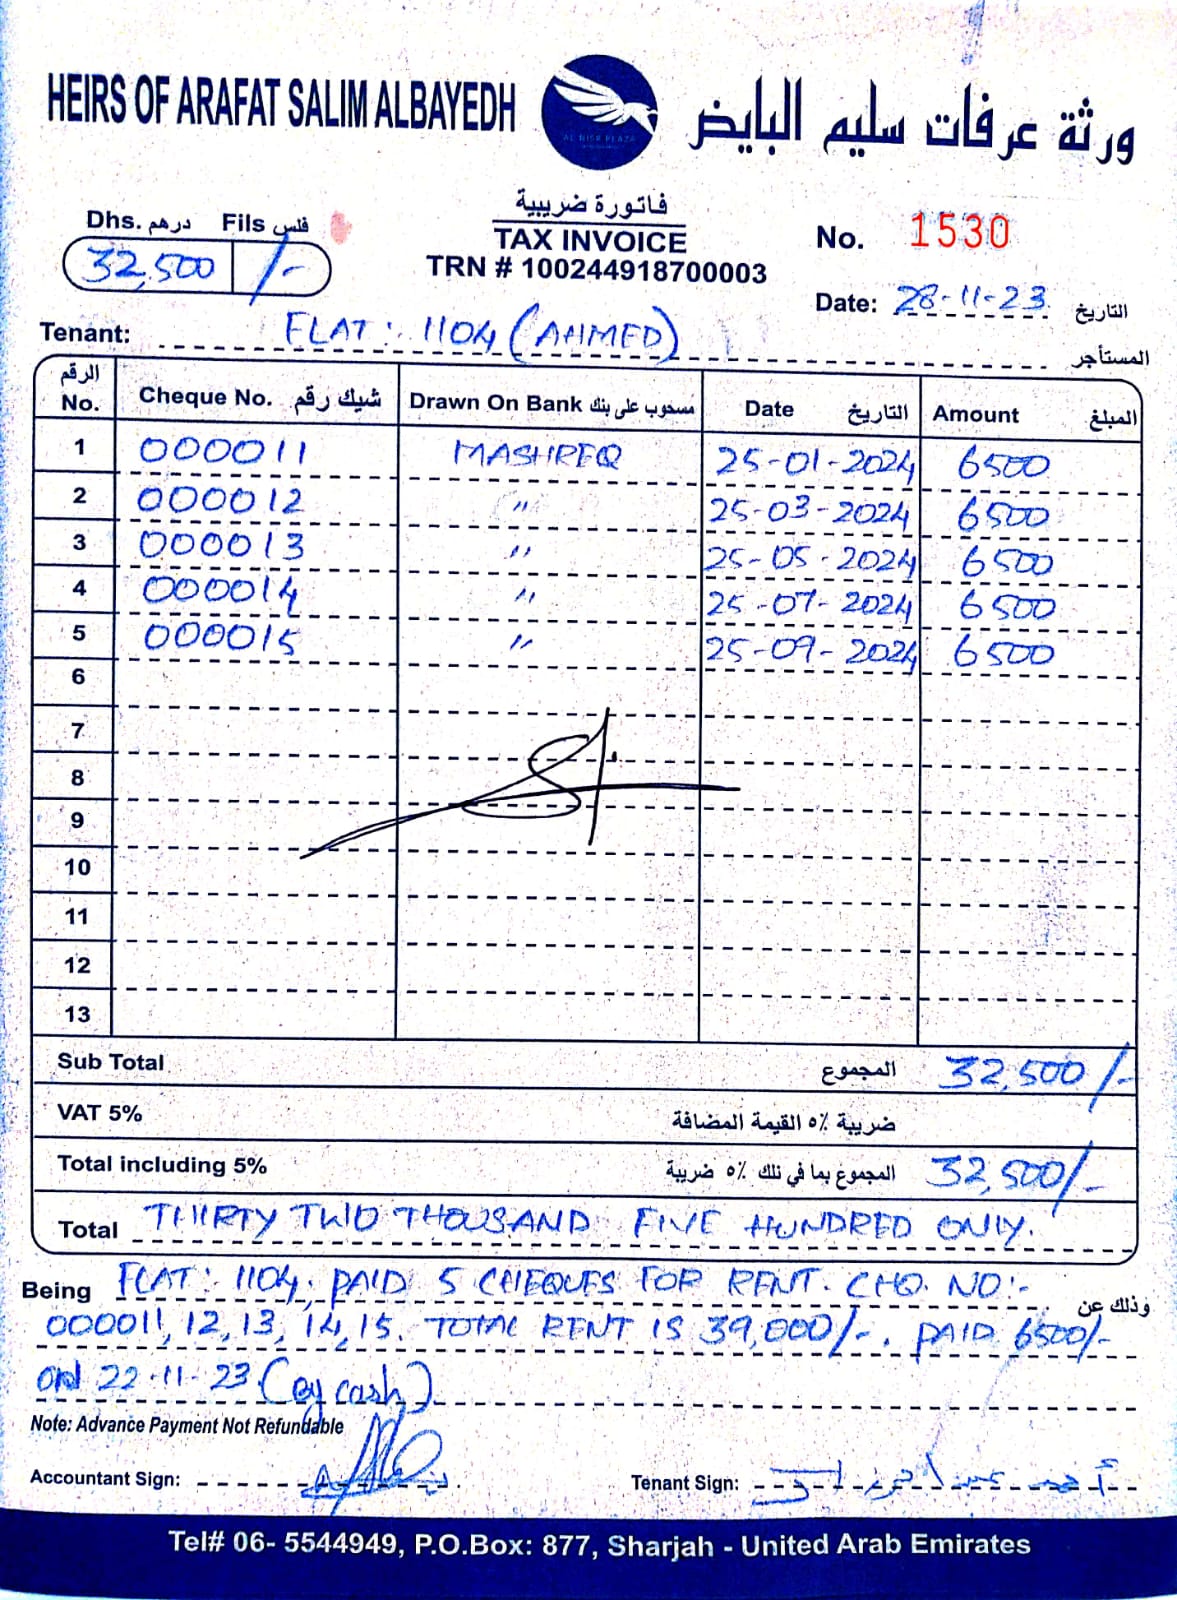 HEIRS OF ARAFAT SALIM ALBAYEDH
ورثة عرفات سليم البايض
فاتورة ضريبية
TAX INVOICE
TRN # 100244918700003
Dhs. درهم Fils فلس
32,500 /-
No. 1530
Date: 28-11-23 التاريخ
Tenant: FLAT:- 1104 (AHMED) المستأجر
الرقم No. Cheque No. شيك رقم Drawn On Bank مسحوب على بنك Date التاريخ Amount المبلغ
1 000011 MASHREQ 25-01-2024 6500
2 000012 〃 25-03-2024 6500
3 000013 〃 25-05-2024 6500
4 000014 〃 25-07-2024 6500
5 000015 〃 25-09-2024 6500
6
7
8
9
10
11
12
13
Sub Total المجموع 32,500/-
VAT 5% ضريبة ٥٪ القيمة المضافة
Total including 5% المجموع بما في ذلك ٥٪ ضريبة 32,500/-
Total THIRTY TWO THOUSAND FIVE HUNDRED ONLY.
Being FLAT:- 1104. PAID 5 CHEQUES FOR RENT. CHQ. NO:- وذلك عن
000011, 12, 13, 14, 15. TOTAL RENT IS 39,000/-. PAID 6500/-
ON 22-11-23 (By cash)
Note: Advance Payment Not Refundable
Accountant Sign:
Tenant Sign:
Tel# 06- 5544949, P.O.Box: 877, Sharjah - United Arab Emirates